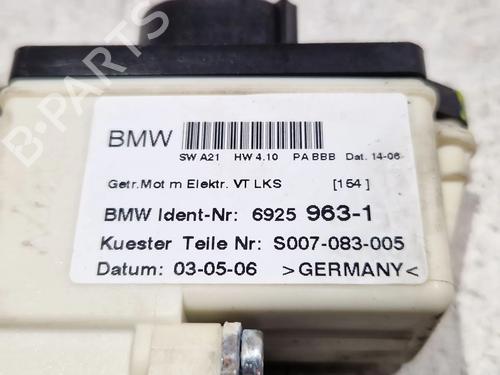 BMW
SW A21 HW 4.10 PA BBB Dat. 14-06
Getr.Mot m Elektr. VT LKS [154]
BMW Ident-Nr: 6925 963-1
Kuester Teile Nr: S007-083-005
Datum: 03-05-06 >GERMANY<